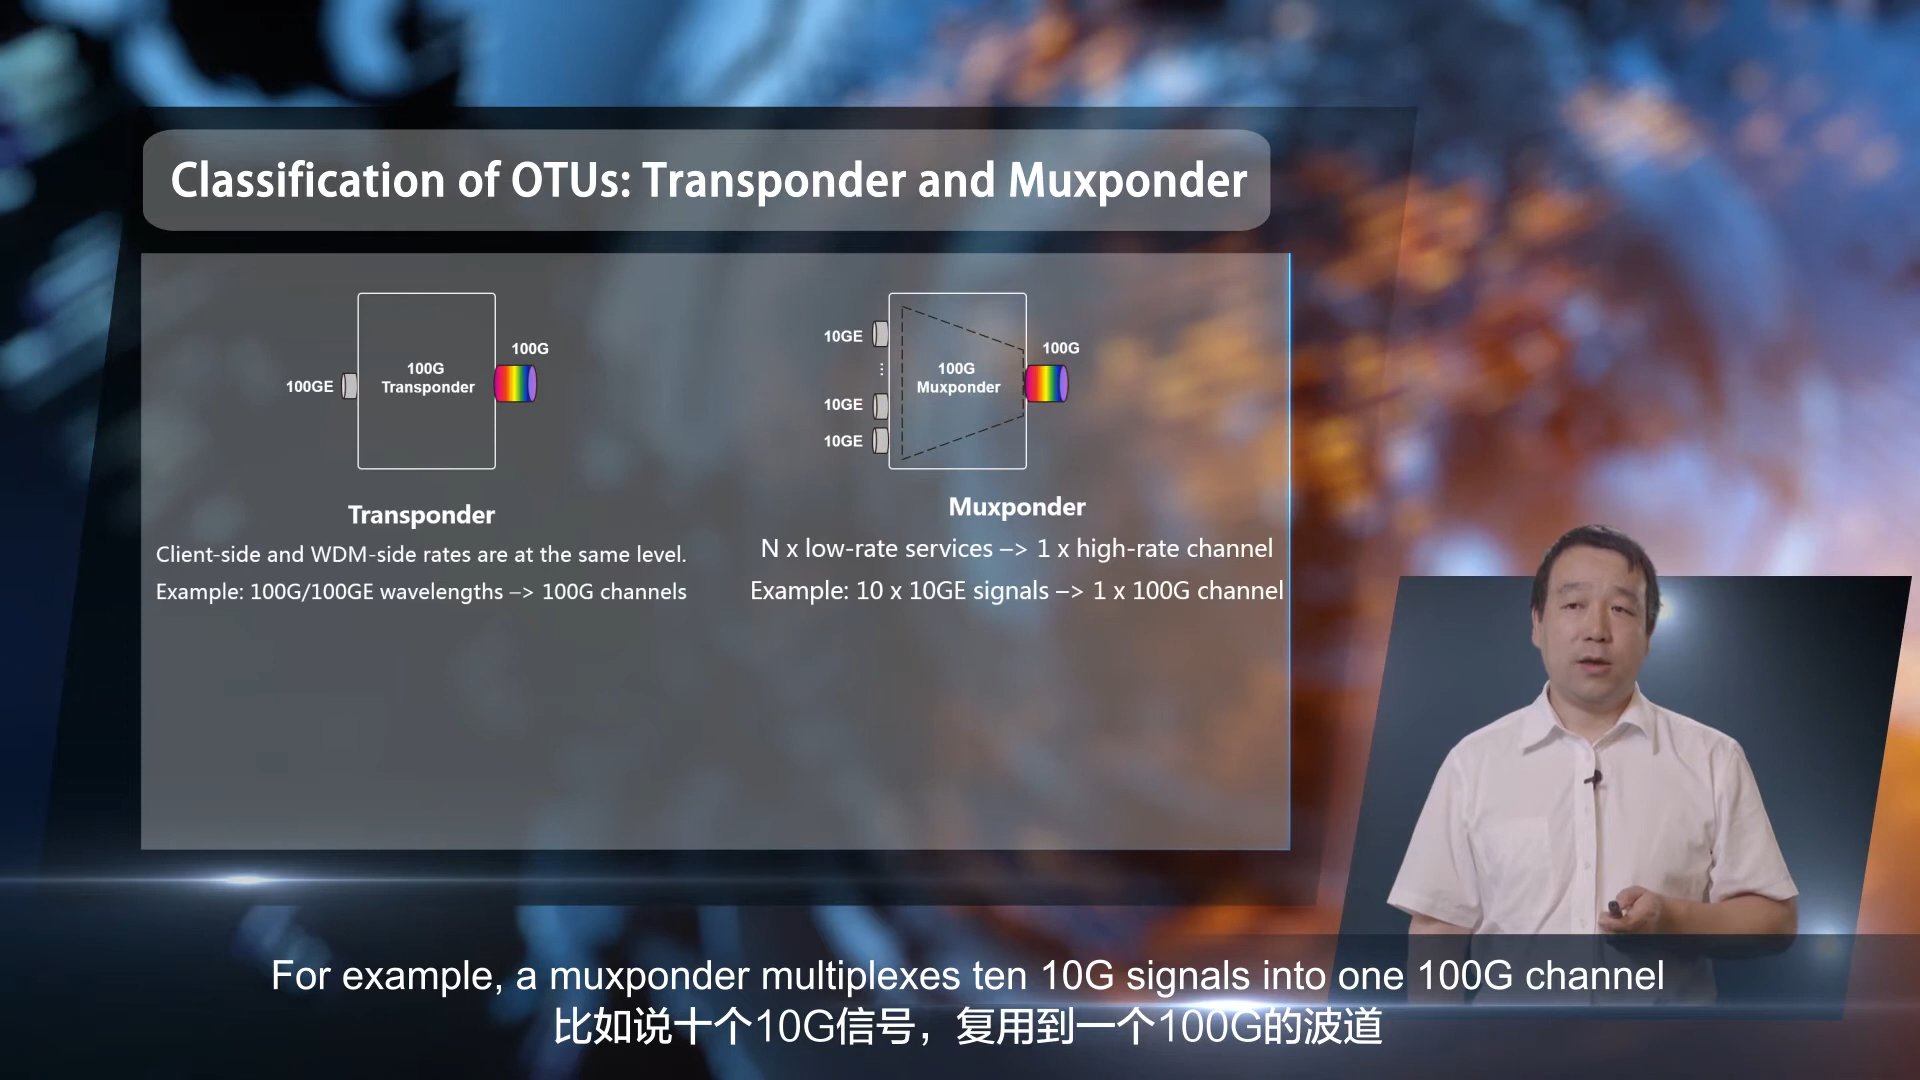 Classification of OTUs: Transponder and Muxponder
100GE
100G
Transponder
100G
10GE
⋮
10GE
10GE
100G
Muxponder
100G
Transponder
Client-side and WDM-side rates are at the same level.
Example: 100G/100GE wavelengths –> 100G channels
Muxponder
N x low-rate services –> 1 x high-rate channel
Example: 10 x 10GE signals –> 1 x 100G channel
For example, a muxponder multiplexes ten 10G signals into one 100G channel
比如说十个10G信号，复用到一个100G的波道